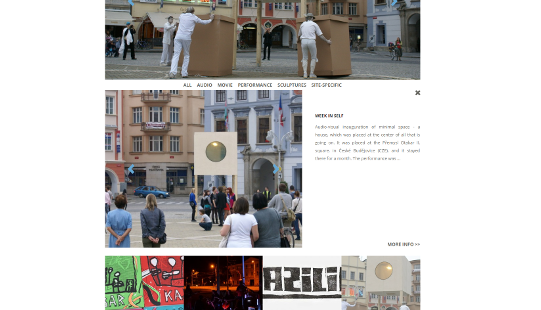 ALL AUDIO MOVIE PERFORMANCE SCULPTURES SITE-SPECIFIC
WEEK IN SELF
Audio-visual inauguration of minimal space - a
house, which was placed at the center of all that is
going on. It was placed at the Přemysl Otakar II.
square in České Budějovice (CZE), and it stayed
there for a month. The performance was...
MORE INFO >>
AZILI